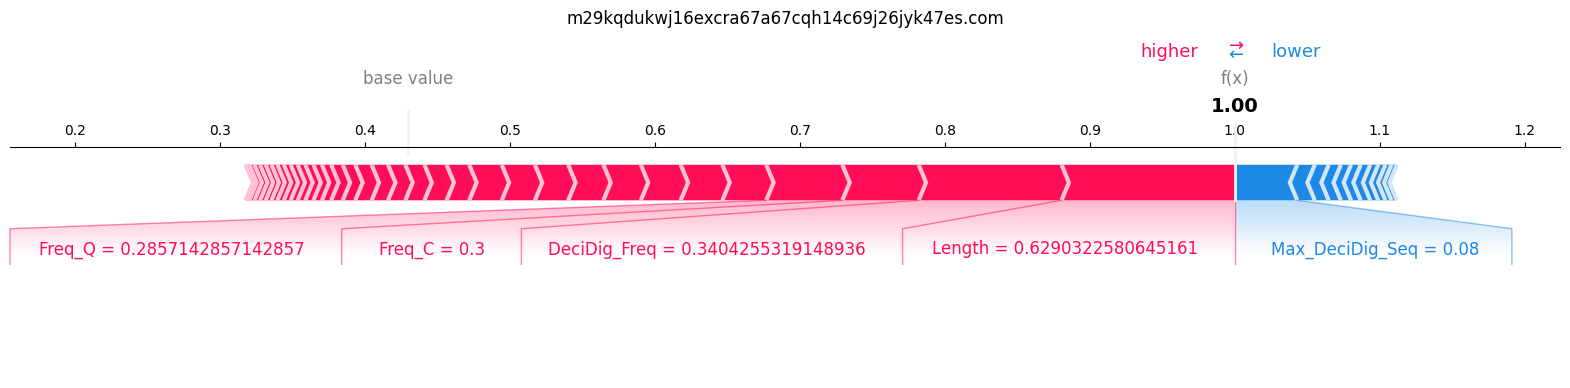 m29kqdukwj16excra67a67cqh14c69j26jyk47es.com
higher ⇄ lower
base value
f(x)
1.00
0.2 0.3 0.4 0.5 0.6 0.7 0.8 0.9 1.0 1.1 1.2
Freq_Q = 0.2857142857142857 Freq_C = 0.3 DeciDig_Freq = 0.3404255319148936 Length = 0.6290322580645161 Max_DeciDig_Seq = 0.08